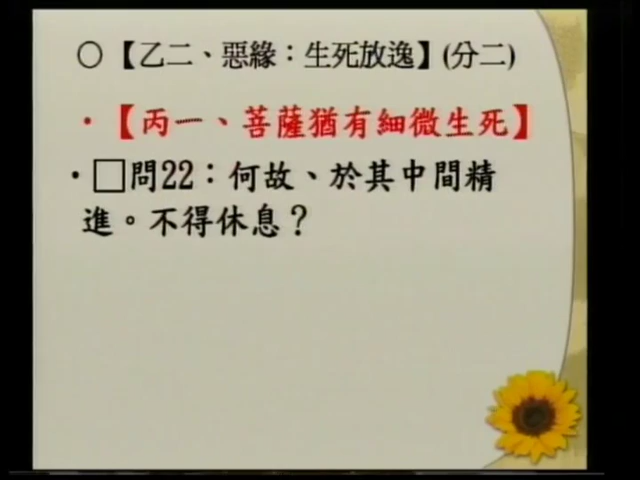 ○【乙二、惡緣：生死放逸】(分二)
•【丙一、菩薩猶有細微生死】
•□問22：何故、於其中間精
進。不得休息？